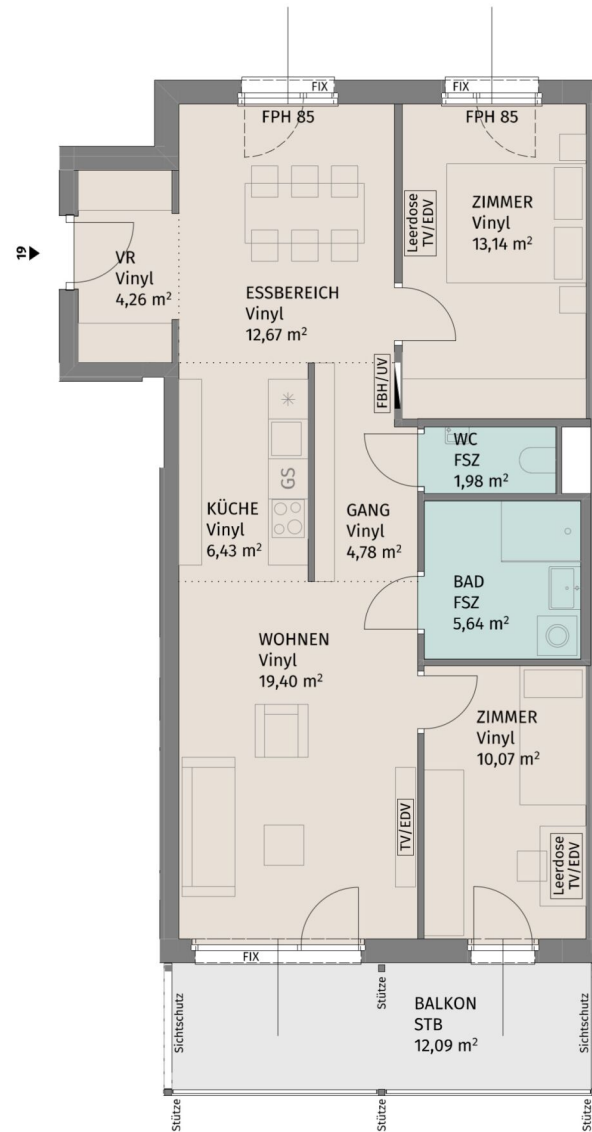 FIX
FIX
FPH 85
FPH 85
Leerdose
TV/EDV
ZIMMER
Vinyl
13,14 m²
19
VR
Vinyl
4,26 m²
ESSBEREICH
Vinyl
12,67 m²
FBH/UV
WC
FSZ
1,98 m²
GS
KÜCHE
Vinyl
6,43 m²
GANG
Vinyl
4,78 m²
BAD
FSZ
5,64 m²
WOHNEN
Vinyl
19,40 m²
ZIMMER
Vinyl
10,07 m²
TV/EDV
Leerdose
TV/EDV
FIX
Sichtschutz
Stütze
BALKON
STB
12,09 m²
Sichtschutz
Stütze
Stütze
Stütze